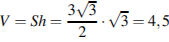 V = Sh = \frac{3\sqrt{3}}{2} \cdot \sqrt{3} = 4,5